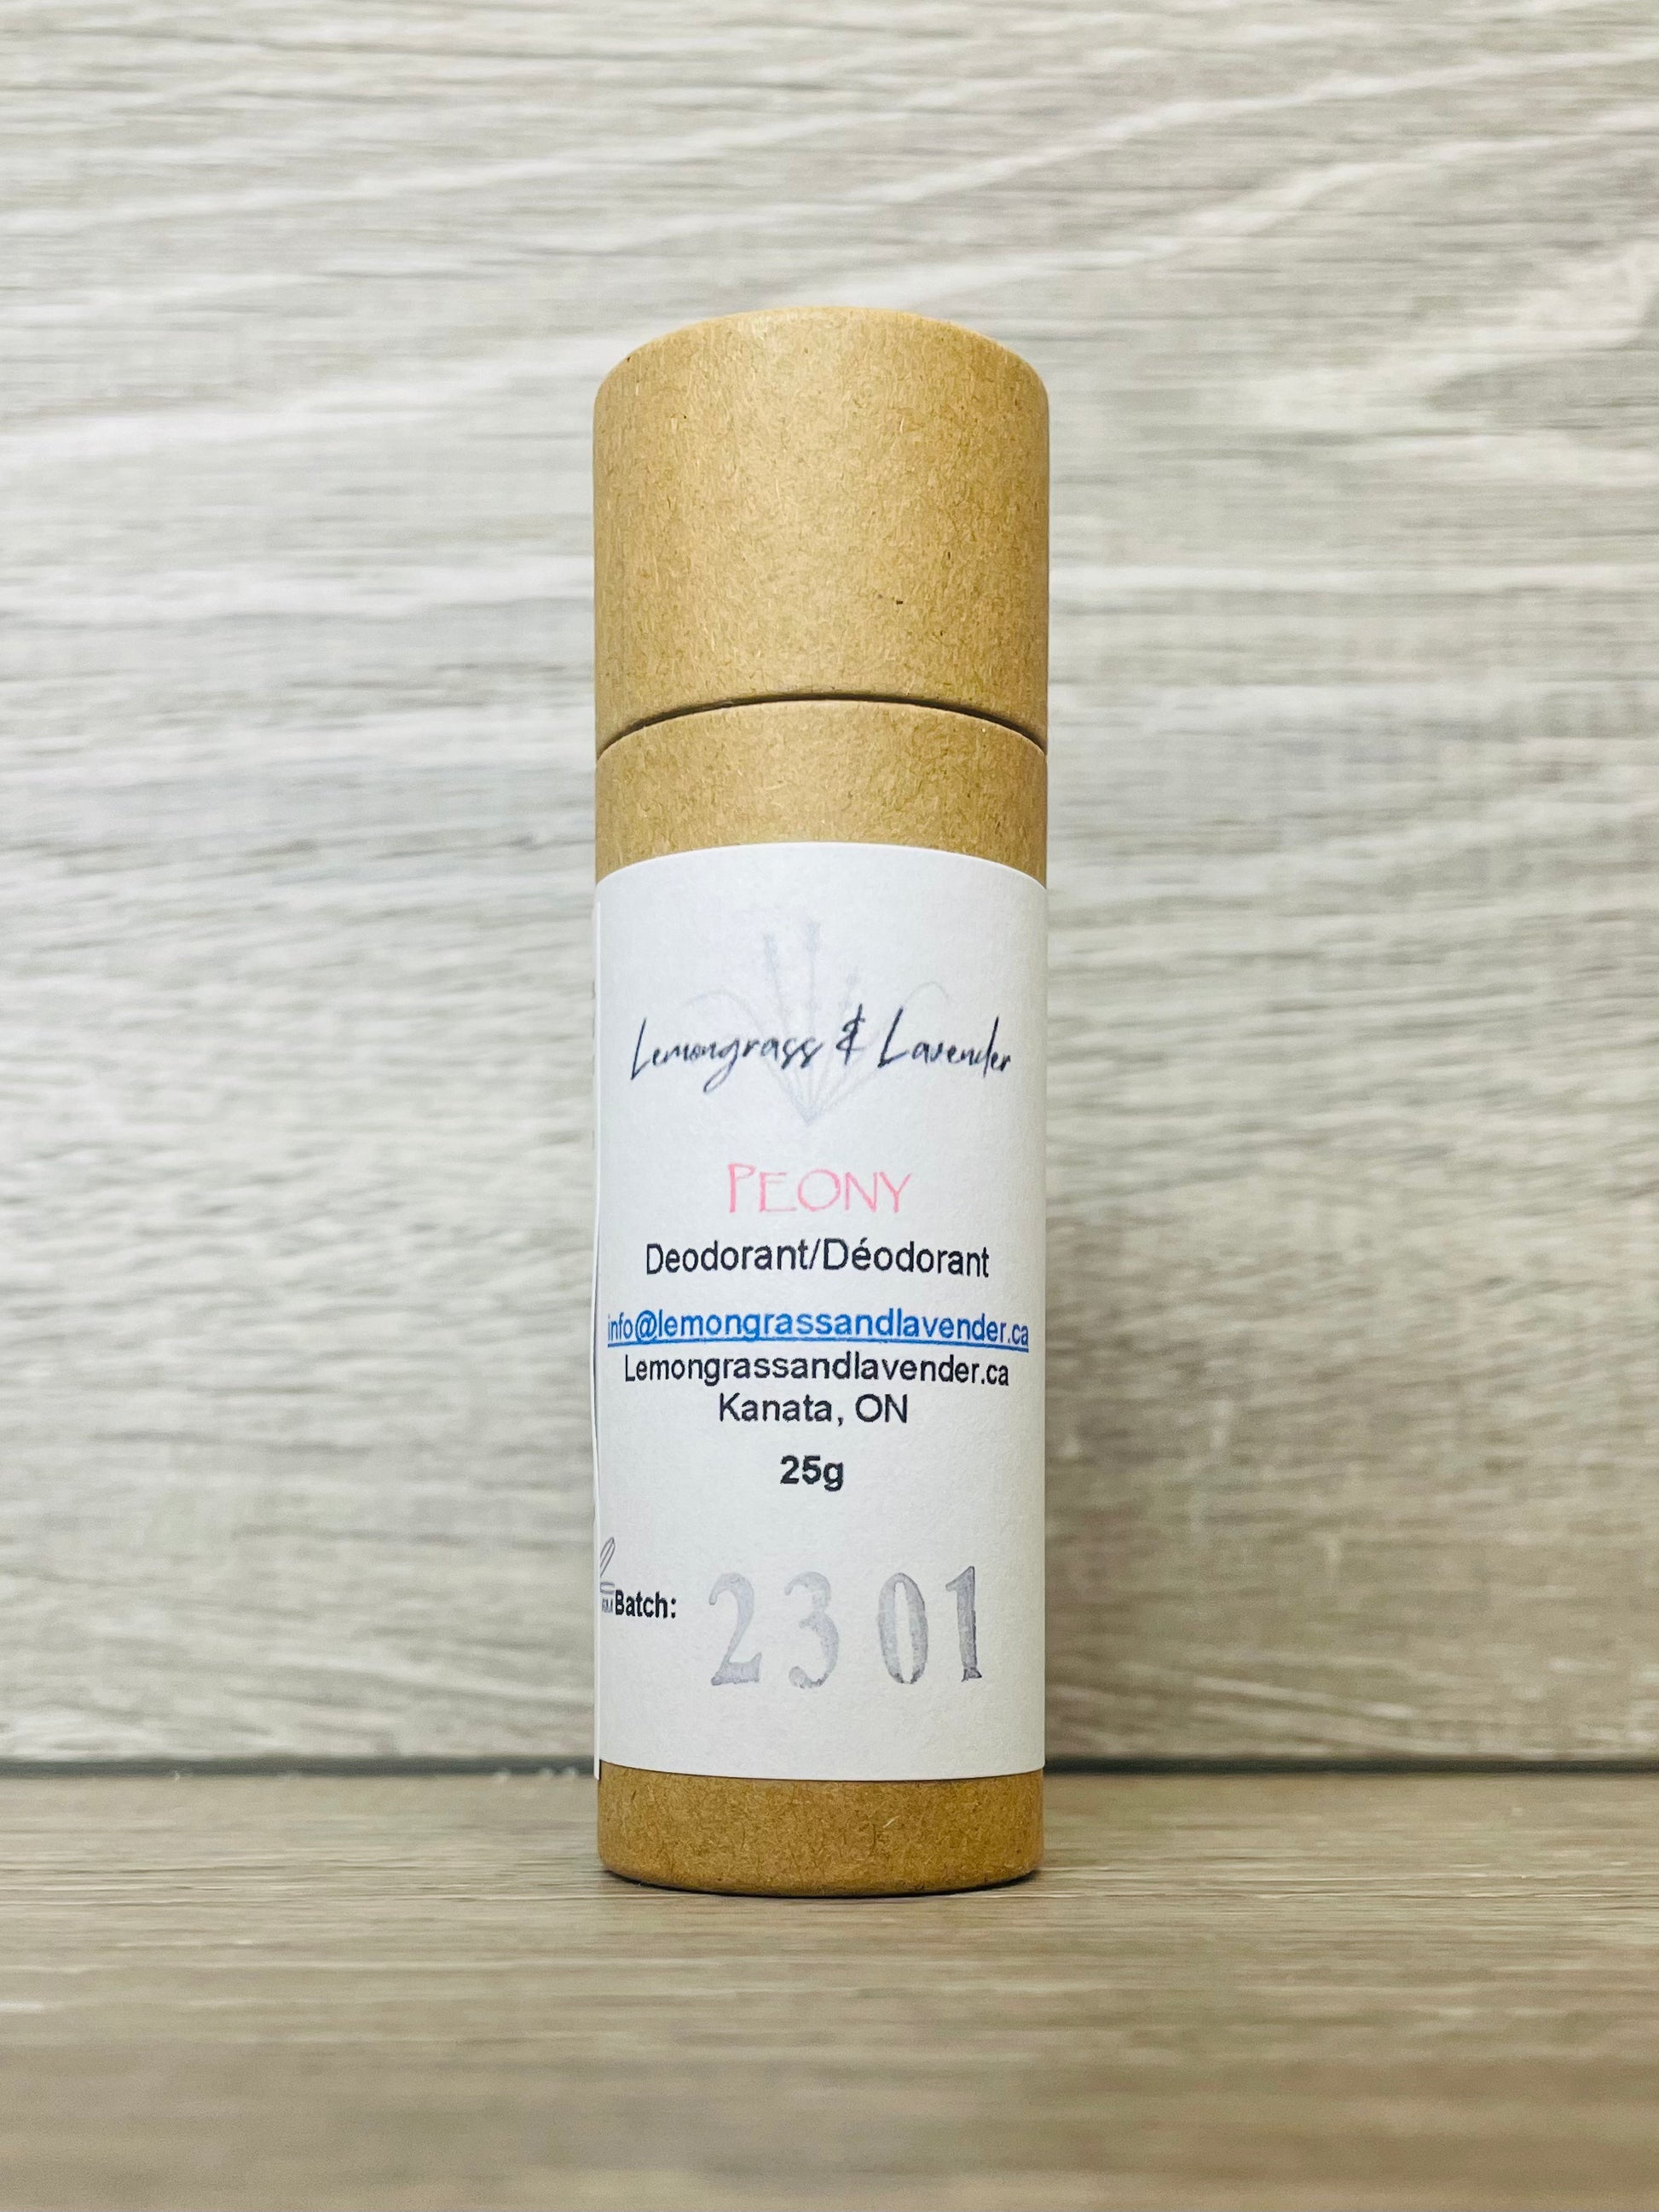 Lemongrass & Lavender
PEONY
Deodorant/Déodorant
info@lemongrassandlavender.ca
Lemongrassandlavender.ca
Kanata, ON
25g
Batch: 2301